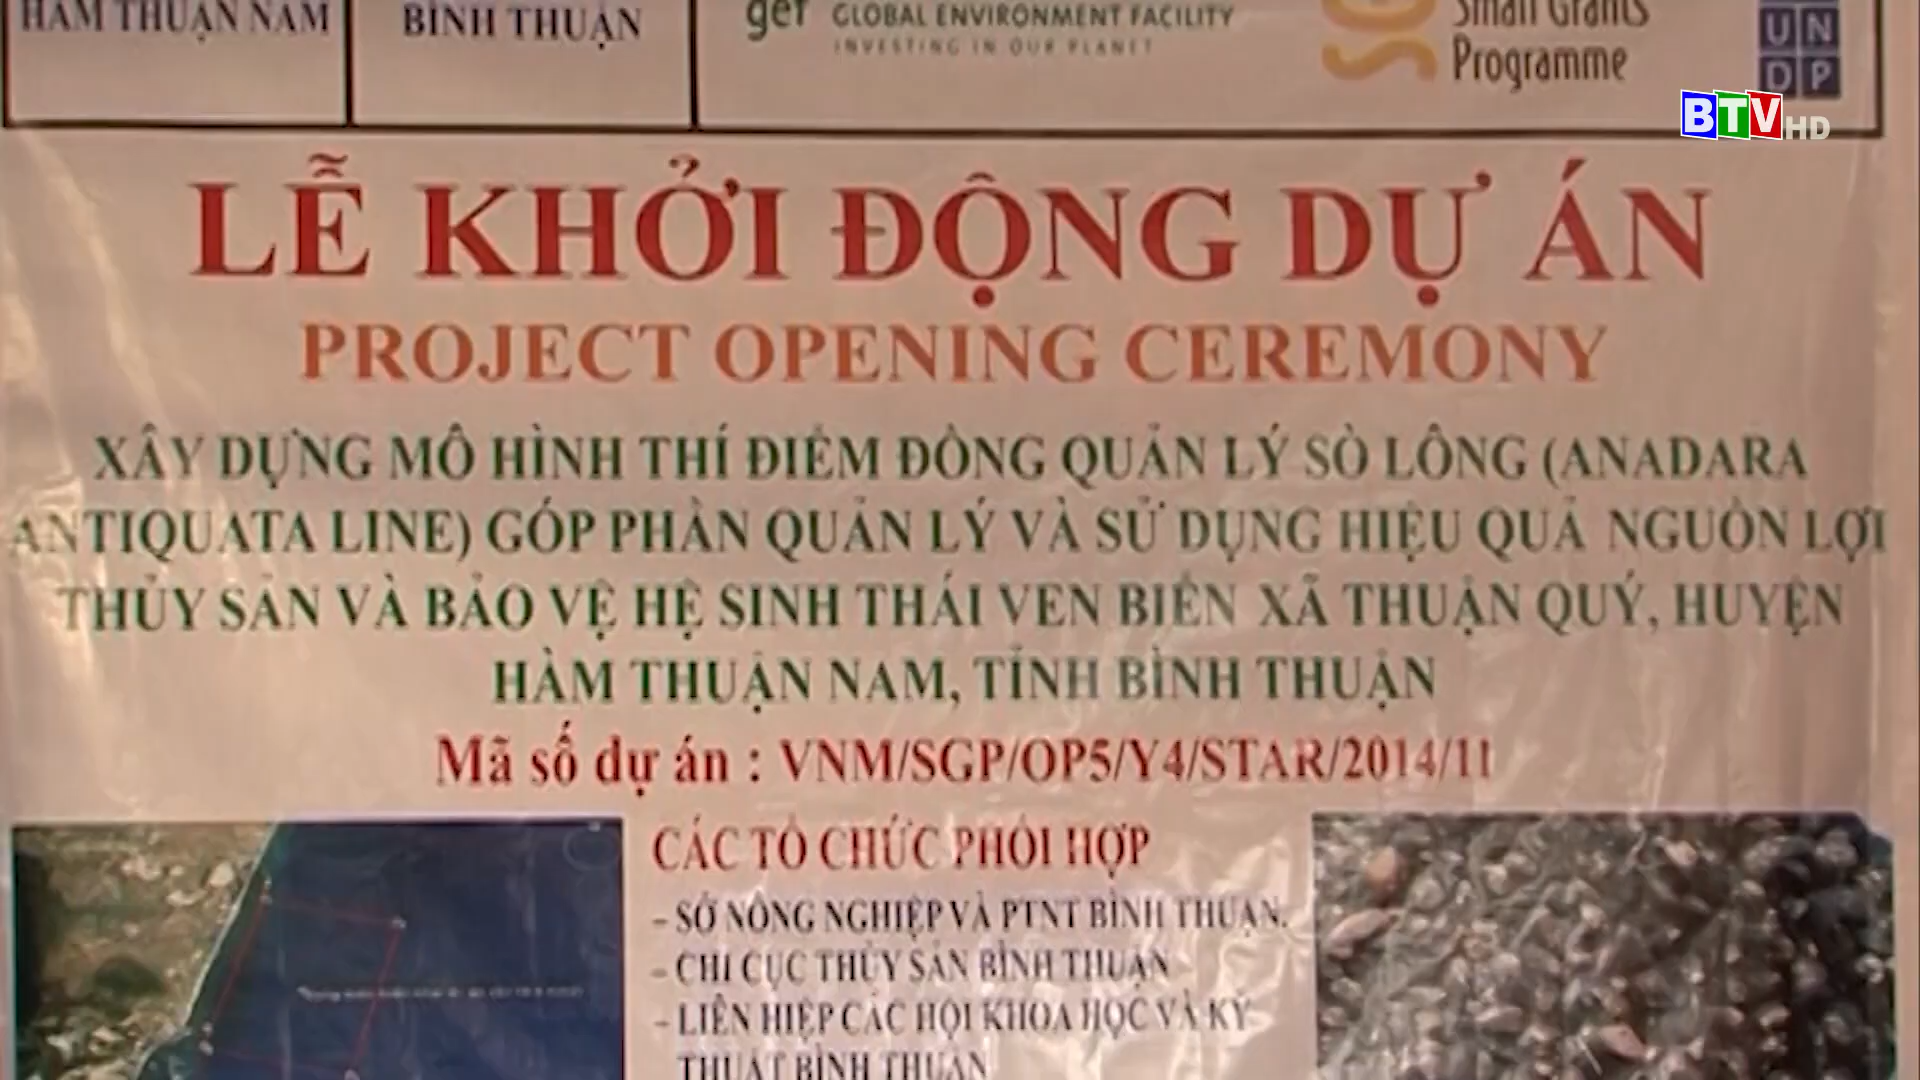 HÀM THUẬN NAM
BÌNH THUẬN
gef GLOBAL ENVIRONMENT FACILITY
INVESTING IN OUR PLANET
Small Grants
Programme
UN
DP
BTV HD
LỄ KHỞI ĐỘNG DỰ ÁN
PROJECT OPENING CEREMONY
XÂY DỰNG MÔ HÌNH THÍ ĐIỂM ĐỒNG QUẢN LÝ SÒ LÔNG (ANADARA
ANTIQUATA LINE) GÓP PHẦN QUẢN LÝ VÀ SỬ DỤNG HIỆU QUẢ NGUỒN LỢI
THỦY SẢN VÀ BẢO VỆ HỆ SINH THÁI VEN BIỂN XÃ THUẬN QUÝ, HUYỆN
HÀM THUẬN NAM, TỈNH BÌNH THUẬN
Mã số dự án : VNM/SGP/OP5/Y4/STAR/2014/11
CÁC TỔ CHỨC PHỐI HỢP
- SỞ NÔNG NGHIỆP VÀ PTNT BÌNH THUẬN.
- CHI CỤC THỦY SẢN BÌNH THUẬN
- LIÊN HIỆP CÁC HỘI KHOA HỌC VÀ KỸ
THUẬT BÌNH THUẬN